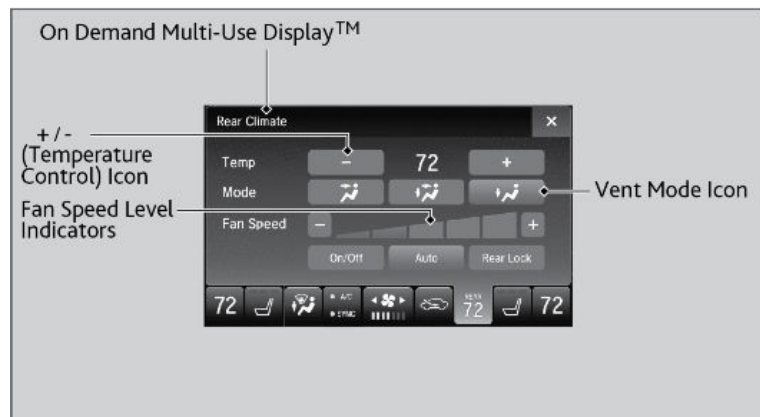 On Demand Multi-Use Display™
+ / -
(Temperature
Control) Icon
Fan Speed Level
Indicators
Vent Mode Icon
Rear Climate ×
Temp − 72 +
Mode
Fan Speed − +
On/Off Auto Rear Lock
72 A/C SYNC REAR 72 72